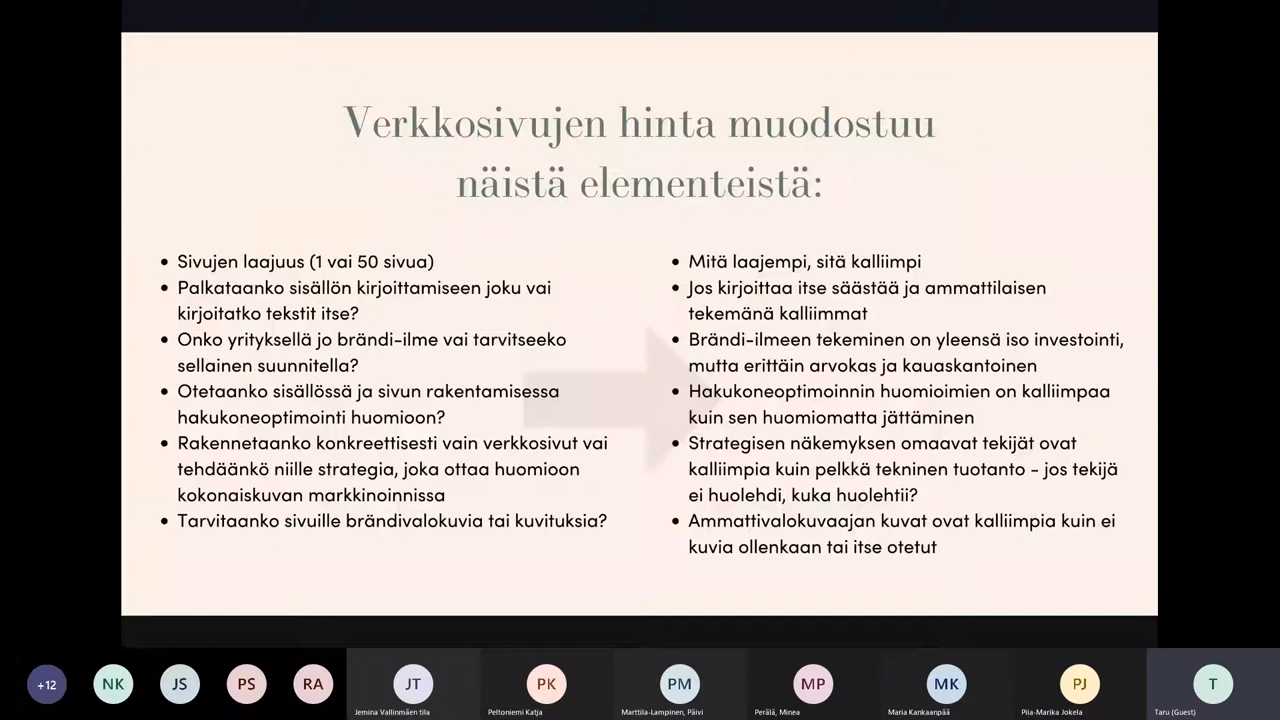 Verkkosivujen hinta muodostuu
näistä elementeistä:
• Sivujen laajuus (1 vai 50 sivua)
• Palkataanko sisällön kirjoittamiseen joku vai
kirjoitatko tekstit itse?
• Onko yrityksellä jo brändi-ilme vai tarvitseeko
sellainen suunnitella?
• Otetaanko sisällössä ja sivun rakentamisessa
hakukoneoptimointi huomioon?
• Rakennetaanko konkreettisesti vain verkkosivut vai
tehdäänkö niille strategia, joka ottaa huomioon
kokonaiskuvan markkinoinnissa
• Tarvitaanko sivuille brändivalokuvia tai kuvituksia?
• Mitä laajempi, sitä kalliimpi
• Jos kirjoittaa itse säästää ja ammattilaisen
tekemänä kalliimmat
• Brändi-ilmeen tekeminen on yleensä iso investointi,
mutta erittäin arvokas ja kauaskantoinen
• Hakukoneoptimoinnin huomioimien on kalliimpaa
kuin sen huomiomatta jättäminen
• Strategisen näkemyksen omaavat tekijät ovat
kalliimpia kuin pelkkä tekninen tuotanto - jos tekijä
ei huolehdi, kuka huolehtii?
• Ammattivalokuvaajan kuvat ovat kalliimpia kuin ei
kuvia ollenkaan tai itse otetut
+12 NK JS PS RA JT PK PM MP MK PJ T
Jemina Vallinmäen tila Peltoniemi Katja Marttila-Lampinen, Päivi Perälä, Minea Maria Kankaanpää Piia-Marika Jokela Taru (Guest)